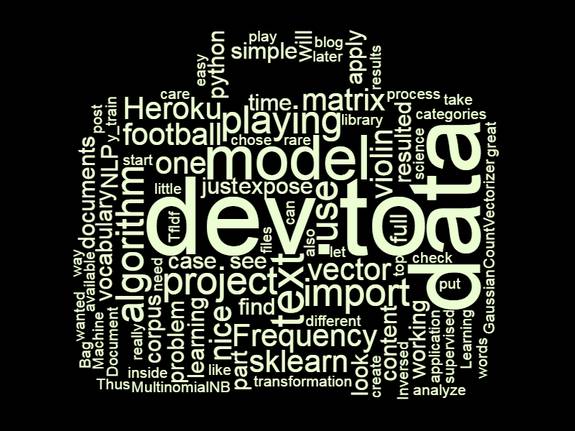 play
blog
will
simple
later
easy
python
apply
results
care
process
take
matrix
time.
Heroku
playing
library
categories
post
y_train
football
chose
rare
resulted
science
great
documents
NLP
start
one
model
violin
vocabulary
little
justexpose
use
data
CountVectorizer
algorithm
dev.to
can
full
TfIdf
files
also
let
check
way
available
need
case
see
text
vector
top
put
project
import
Gaussian
wanted
Machine
Document
corpus
problem
learning
nice
find
different
content
working
application
supervised
Learning
words
Bag
really
Frequency
inside
like
part
sklearn
look
create
Inversed
Thus
MultinomialNB
transformation
analyze